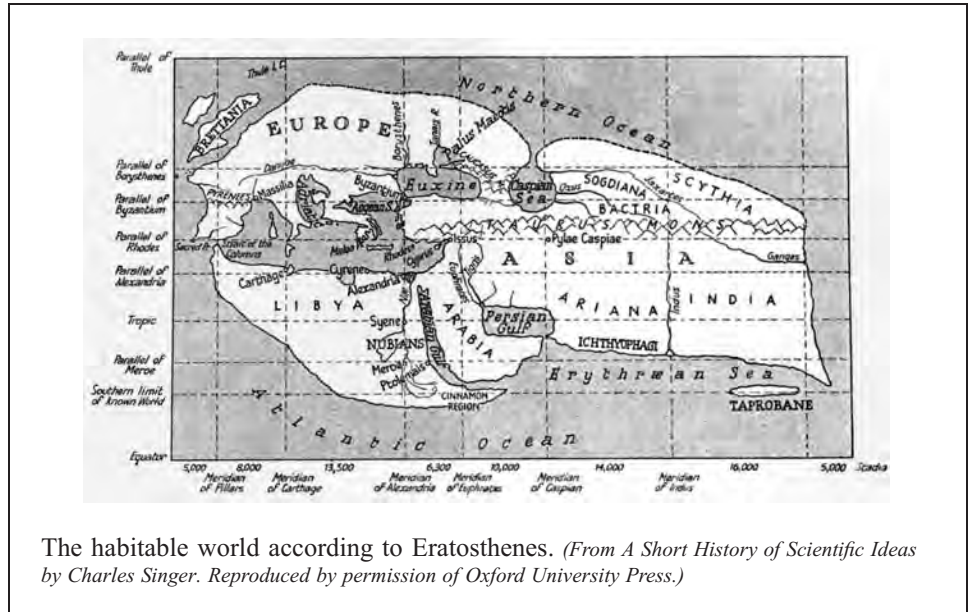 Parallel of
Thule
Thule I.
Northern Ocean
BRETTANIA
EUROPE
Borysthenes
Tanais R.
Palus Maeotis
CAUCASUS
Parallel of
Borysthenes
Danube
PYRENEES
Massilia
Adriatic
Byzantium
Euxine
Caspian
Sea
Oxus
SOGDIANA
Jaxartes
SCYTHIA
Parallel of
Byzantium
Aegean S.
BACTRIA
TAURUS MONS
Parallel of
Rhodes
Sacred P.
Strait of the
Columns
Rhodes
Cyprus
Issus
Pylae Caspiae
Ganges
Parallel of
Alexandria
Carthage
Cyrene
Alexandria
Euphrates
Tigris
ASIA
LIBYA
ARABIA
ARIANA
Indus
INDIA
Tropic
Syene
Persian
Gulf
NUBIANS
ARABIAN Gulf
ICHTHYOPHAGI
Parallel of
Meroe
Meroe
Ptolemais
Erythræan Sea
Southern limit
of Known World
CINNAMON
REGION
TAPROBANE
Atlantic Ocean
Equator
5,000 8,000 13,500 6,300 10,000 14,000 16,000 5,000 Stadia
Meridian
of Pillars
Meridian
of Carthage
Meridian
of Alexandria
Meridian
of Euphrates
Meridian
of Caspian
Meridian
of Indus
The habitable world according to Eratosthenes. (From A Short History of Scientific Ideas
by Charles Singer. Reproduced by permission of Oxford University Press.)